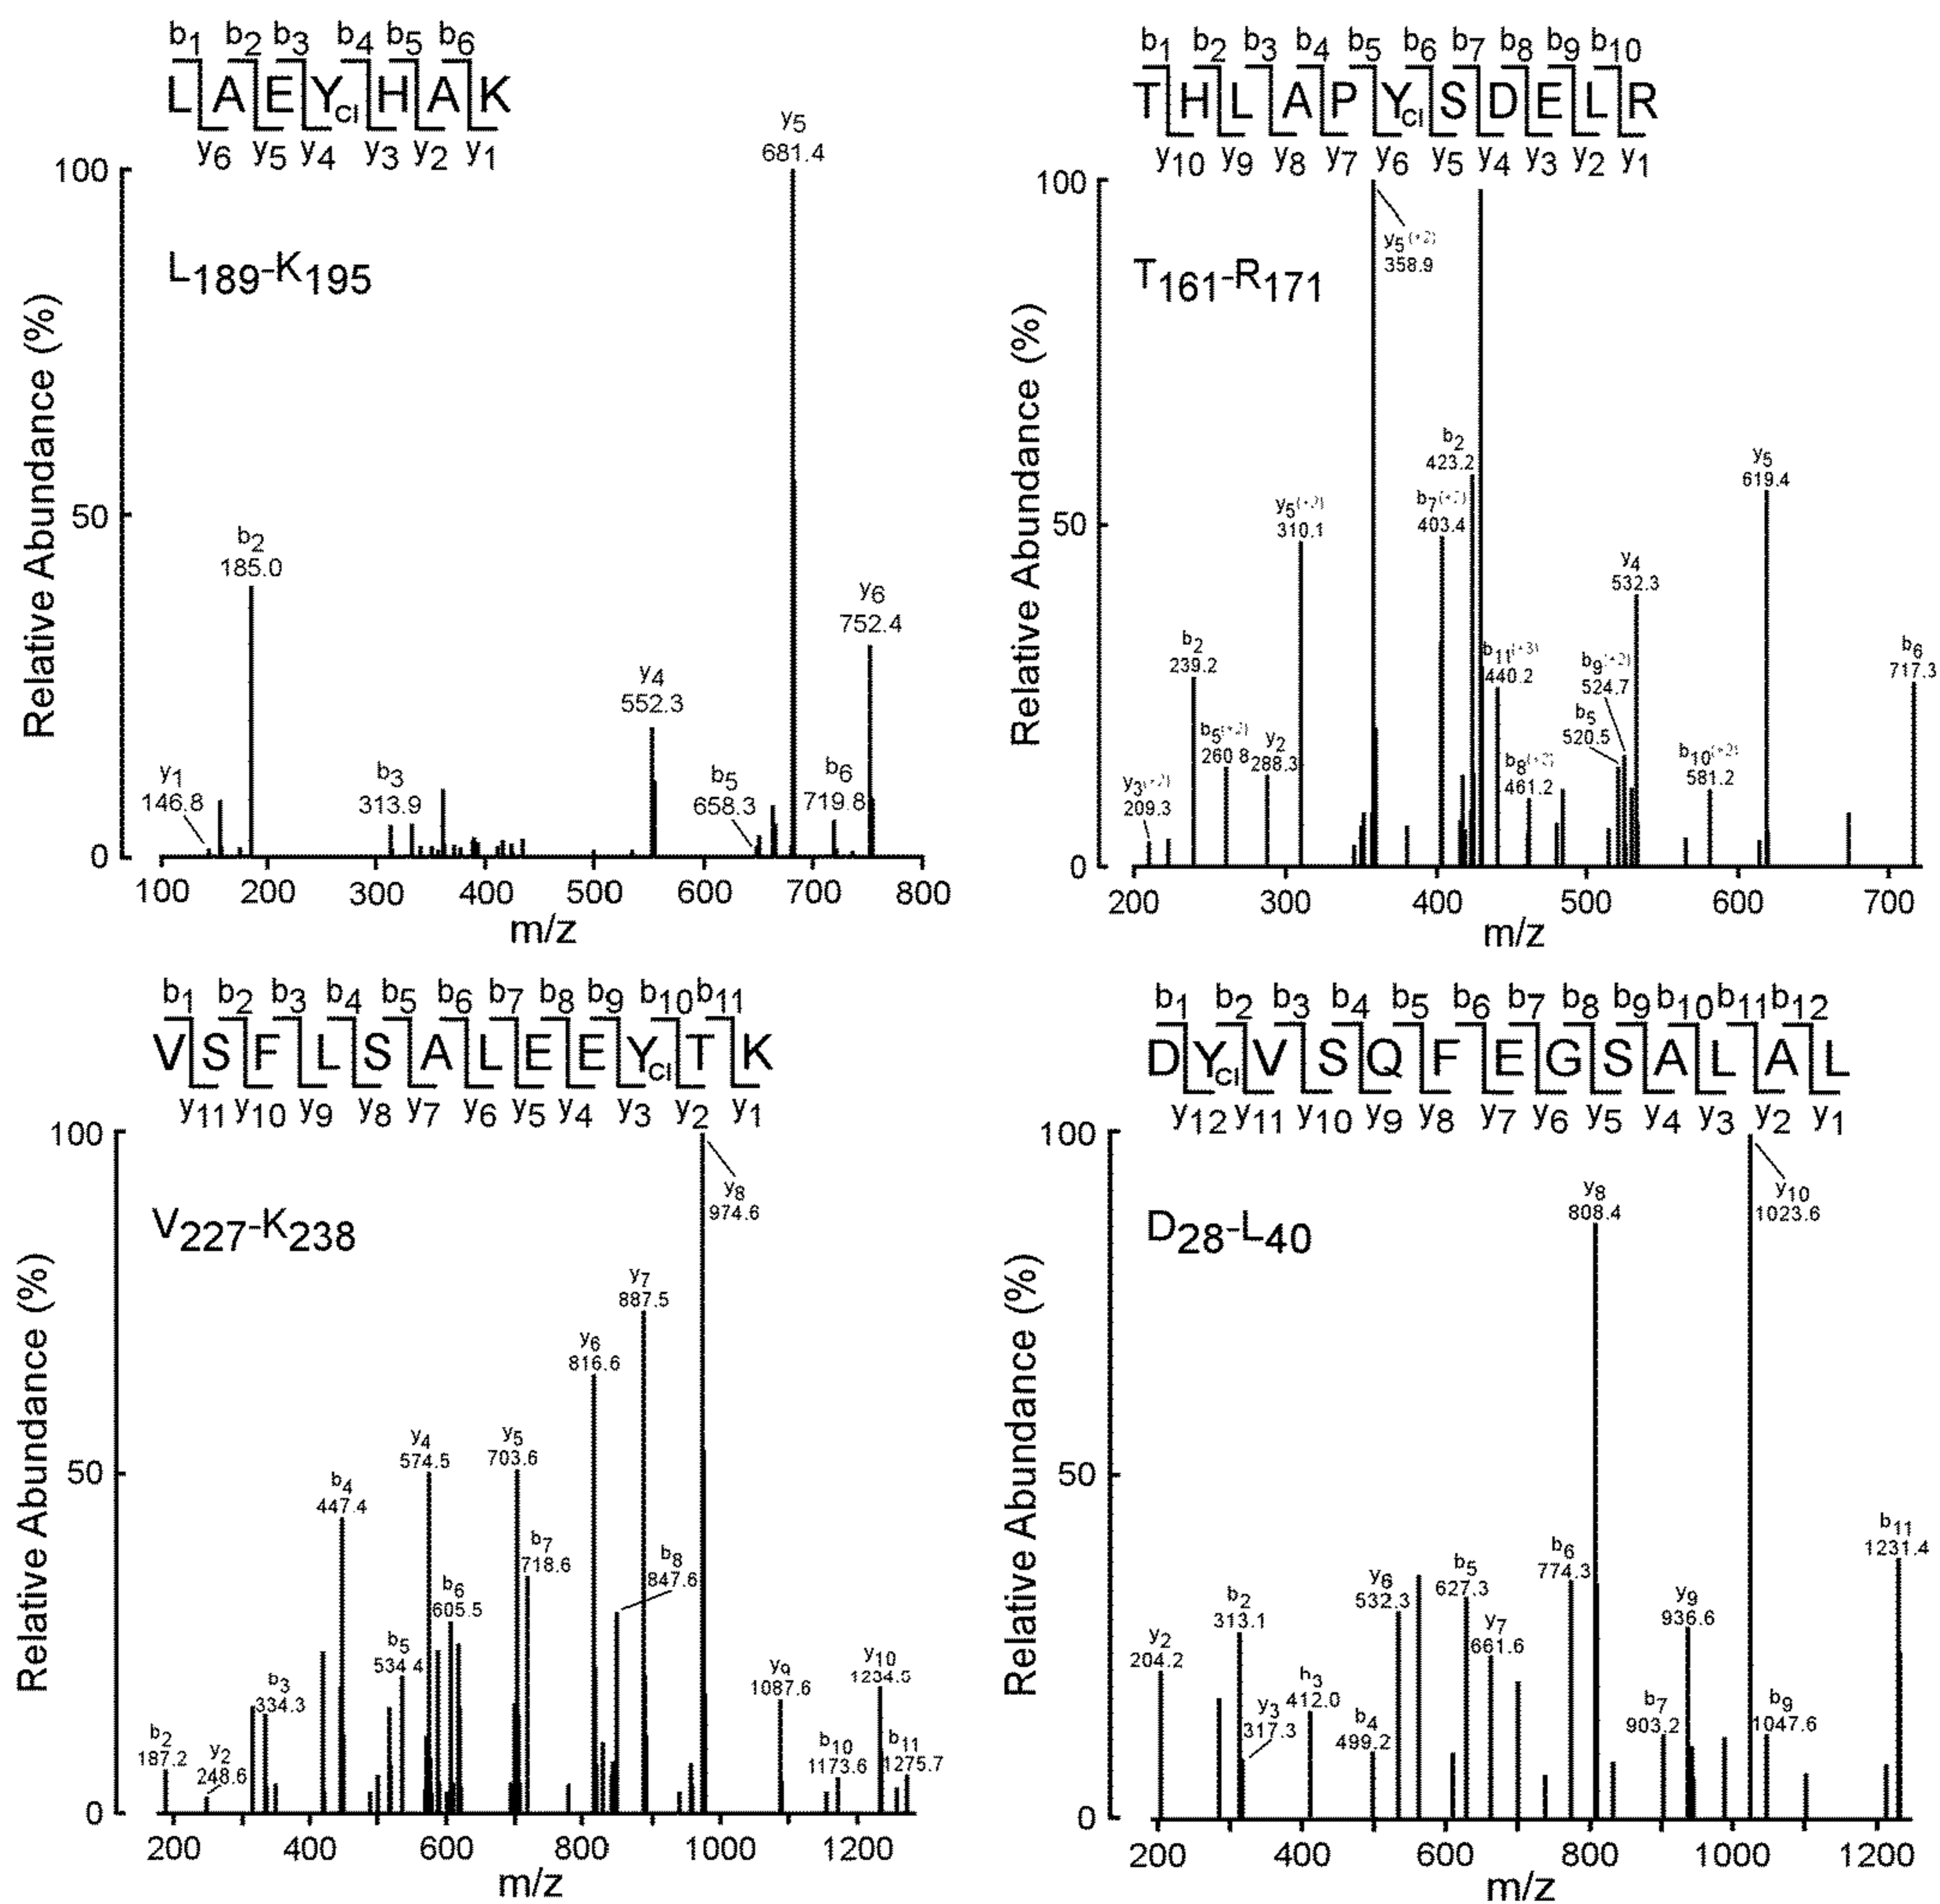 b1 b2 b3 b4 b5 b6
L A E YCl H A K
y6 y5 y4 y3 y2 y1
L189-K195
Relative Abundance (%)
100
50
0
y5
681.4
b2
185.0
y6
752.4
y4
552.3
y1
146.8
b3
313.9
b5
658.3
b6
719.8
100 200 300 400 500 600 700 800
m/z
b1 b2 b3 b4 b5 b6 b7 b8 b9 b10
T H L A P YCl S D E L R
y10 y9 y8 y7 y6 y5 y4 y3 y2 y1
T161-R171
Relative Abundance (%)
100
50
0
y5(+2)
358.9
b2
423.2
y5
619.4
y5(+2)
310.1
b7(+2)
403.4
y4
532.3
b2
239.2
b11(+3)
440.2
b9(+2)
524.7
b6
717.3
b5(+2)
260.8
y2
288.3
b5
520.5
y3(+2)
209.3
b8(+2)
461.2
b10(+2)
581.2
200 300 400 500 600 700
m/z
b1 b2 b3 b4 b5 b6 b7 b8 b9 b10 b11
V S F L S A L E E YCl T K
y11 y10 y9 y8 y7 y6 y5 y4 y3 y2 y1
V227-K238
Relative Abundance (%)
100
50
0
y8
974.6
y7
887.5
y6
816.6
y4
574.5
y5
703.6
b4
447.4
b7
718.6
b8
847.6
b6
605.5
b5
534.4
b3
334.3
y9
1087.6
y10
1234.5
b2
187.2
y2
248.6
b10
1173.6
b11
1275.7
200 400 600 800 1000 1200
m/z
b1 b2 b3 b4 b5 b6 b7 b8 b9 b10 b11 b12
D YCl V S Q F E G S A L A L
y12 y11 y10 y9 y8 y7 y6 y5 y4 y3 y2 y1
D28-L40
Relative Abundance (%)
100
50
0
y8
808.4
y10
1023.6
b11
1231.4
b6
774.3
y6
532.3
b5
627.3
b2
313.1
y9
936.6
y7
661.6
y2
204.2
b3
412.0
y3
317.3
b4
499.2
b7
903.2
b9
1047.6
200 400 600 800 1000 1200
m/z